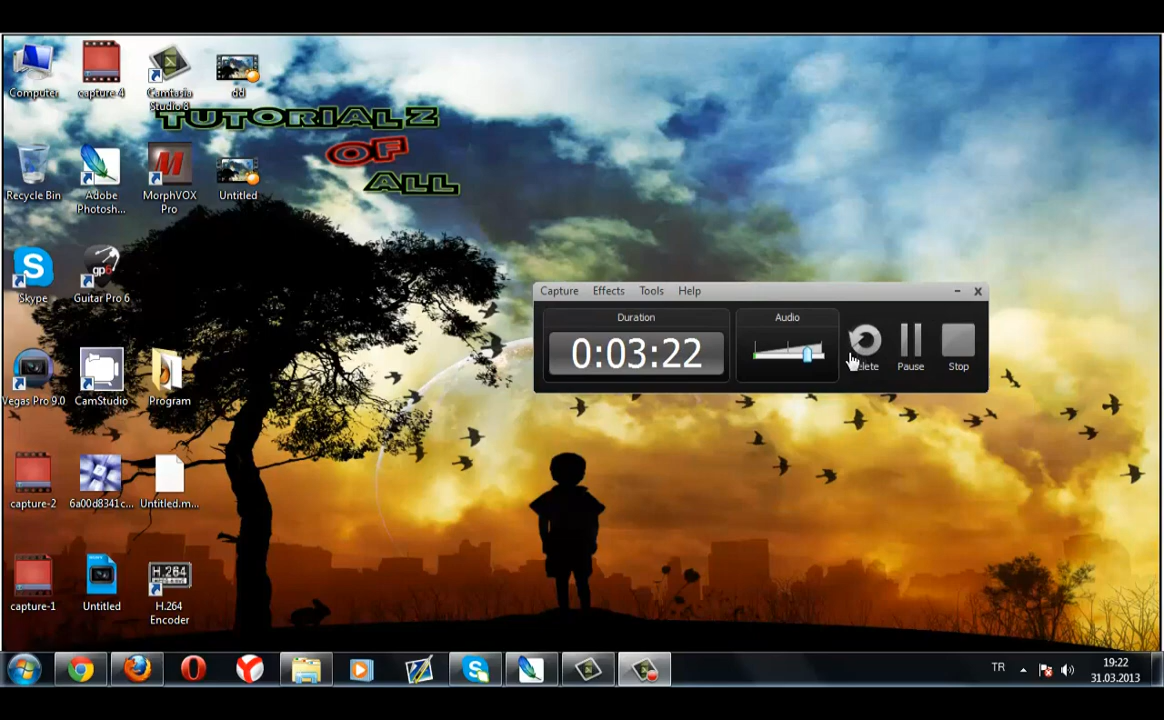 Computer
capture-4
Camtasia
Studio 8
dd
TUTORIALZ
OF
ALL
Recycle Bin
Adobe
Photosh...
MorphVOX
Pro
Untitled
Skype
gp6
Guitar Pro 6
Vegas Pro 9.0
CamStudio
Program
capture-2
6a00d8341c...
Untitled.m...
capture-1
Untitled
H.264
H.264
Encoder
Capture
Effects
Tools
Help
Duration
0:03:22
Audio
Pause
Stop
TR
19:22
31.03.2013